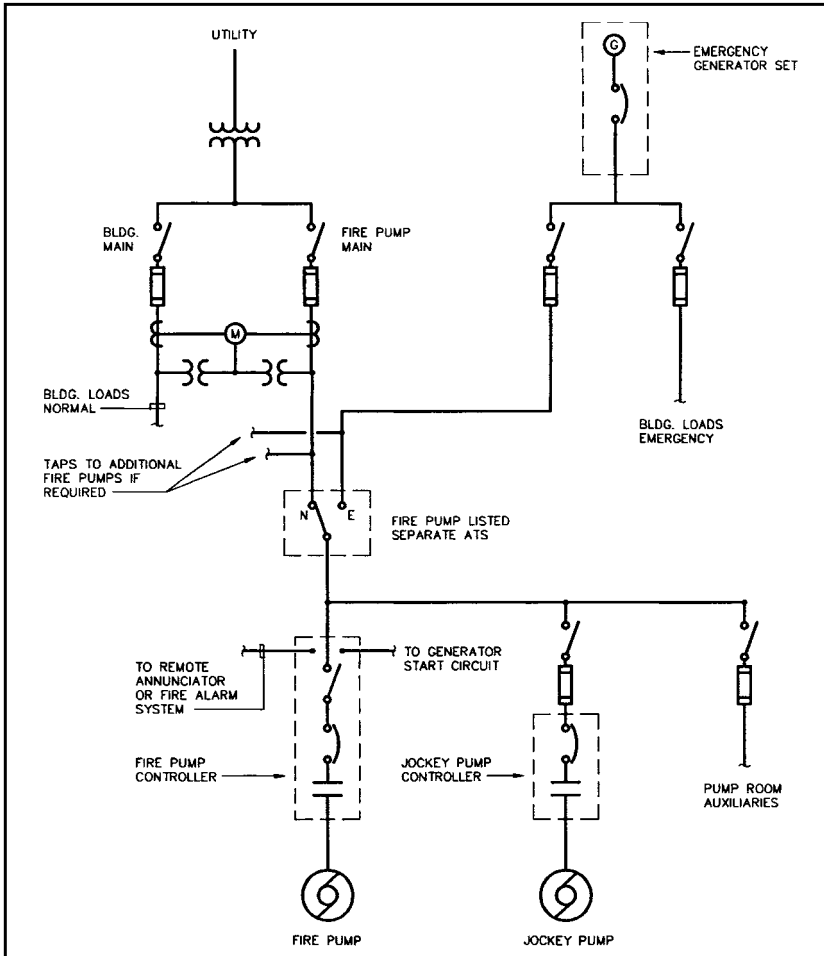 UTILITY
G
EMERGENCY
GENERATOR SET
BLDG.
MAIN
FIRE PUMP
MAIN
M
BLDG. LOADS
NORMAL
BLDG. LOADS
EMERGENCY
TAPS TO ADDITIONAL
FIRE PUMPS IF
REQUIRED
N
E
FIRE PUMP LISTED
SEPARATE ATS
TO REMOTE
ANNUNCIATOR
OR FIRE ALARM
SYSTEM
TO GENERATOR
START CIRCUIT
FIRE PUMP
CONTROLLER
JOCKEY PUMP
CONTROLLER
PUMP ROOM
AUXILIARIES
FIRE PUMP
JOCKEY PUMP